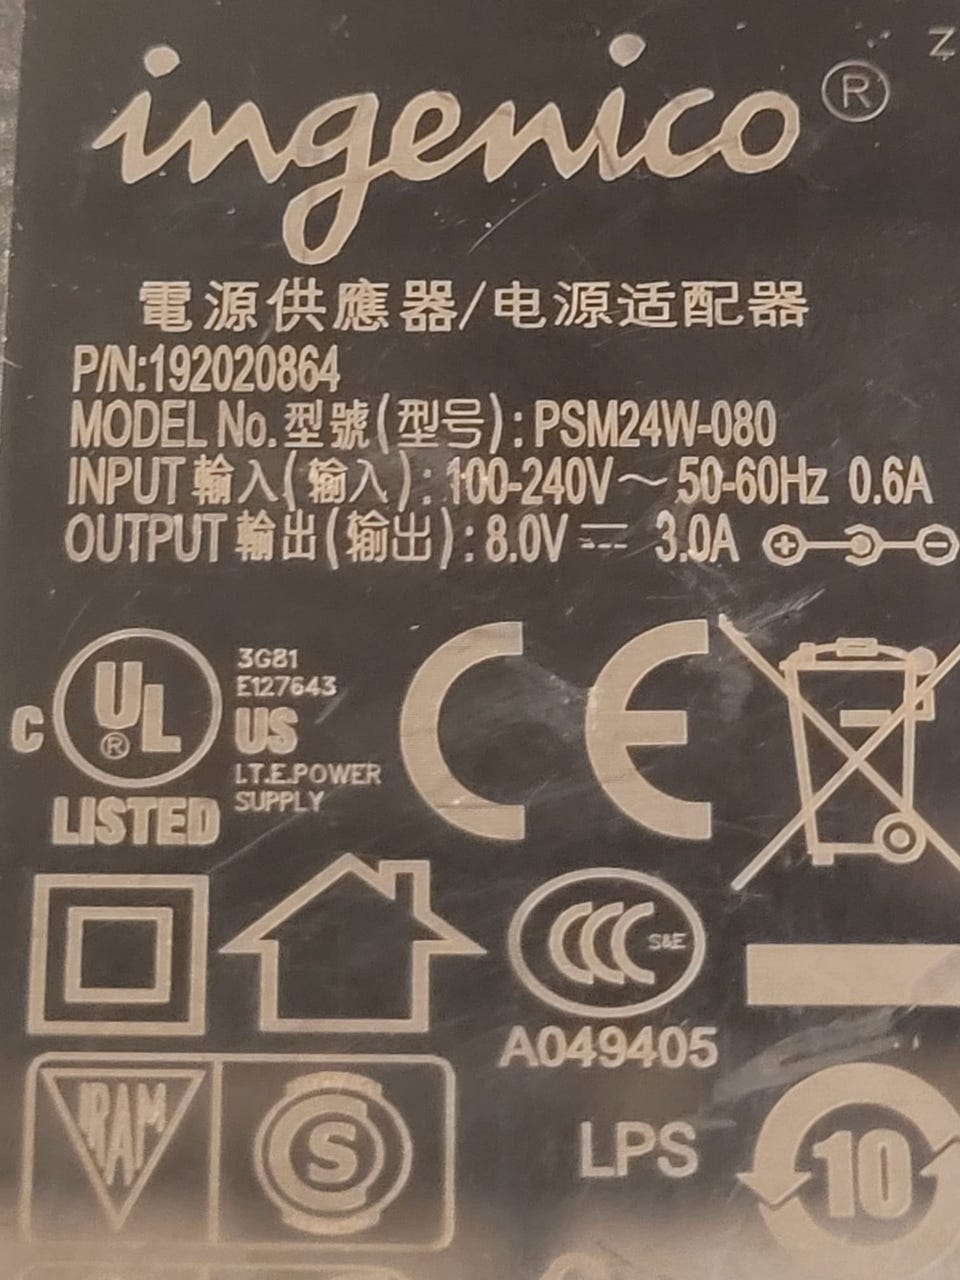 ingenico®
電源供應器/电源适配器
P/N:192020864
MODEL No. 型號(型号): PSM24W-080
INPUT 輸入(输入): 100-240V～ 50-60Hz 0.6A
OUTPUT 輸出(输出): 8.0V ⎓ 3.0A
C UL® LISTED
3G81
E127643
US
I.T.E.POWER
SUPPLY
CE
CCC S&E
A049405
IRAM
S
LPS
10